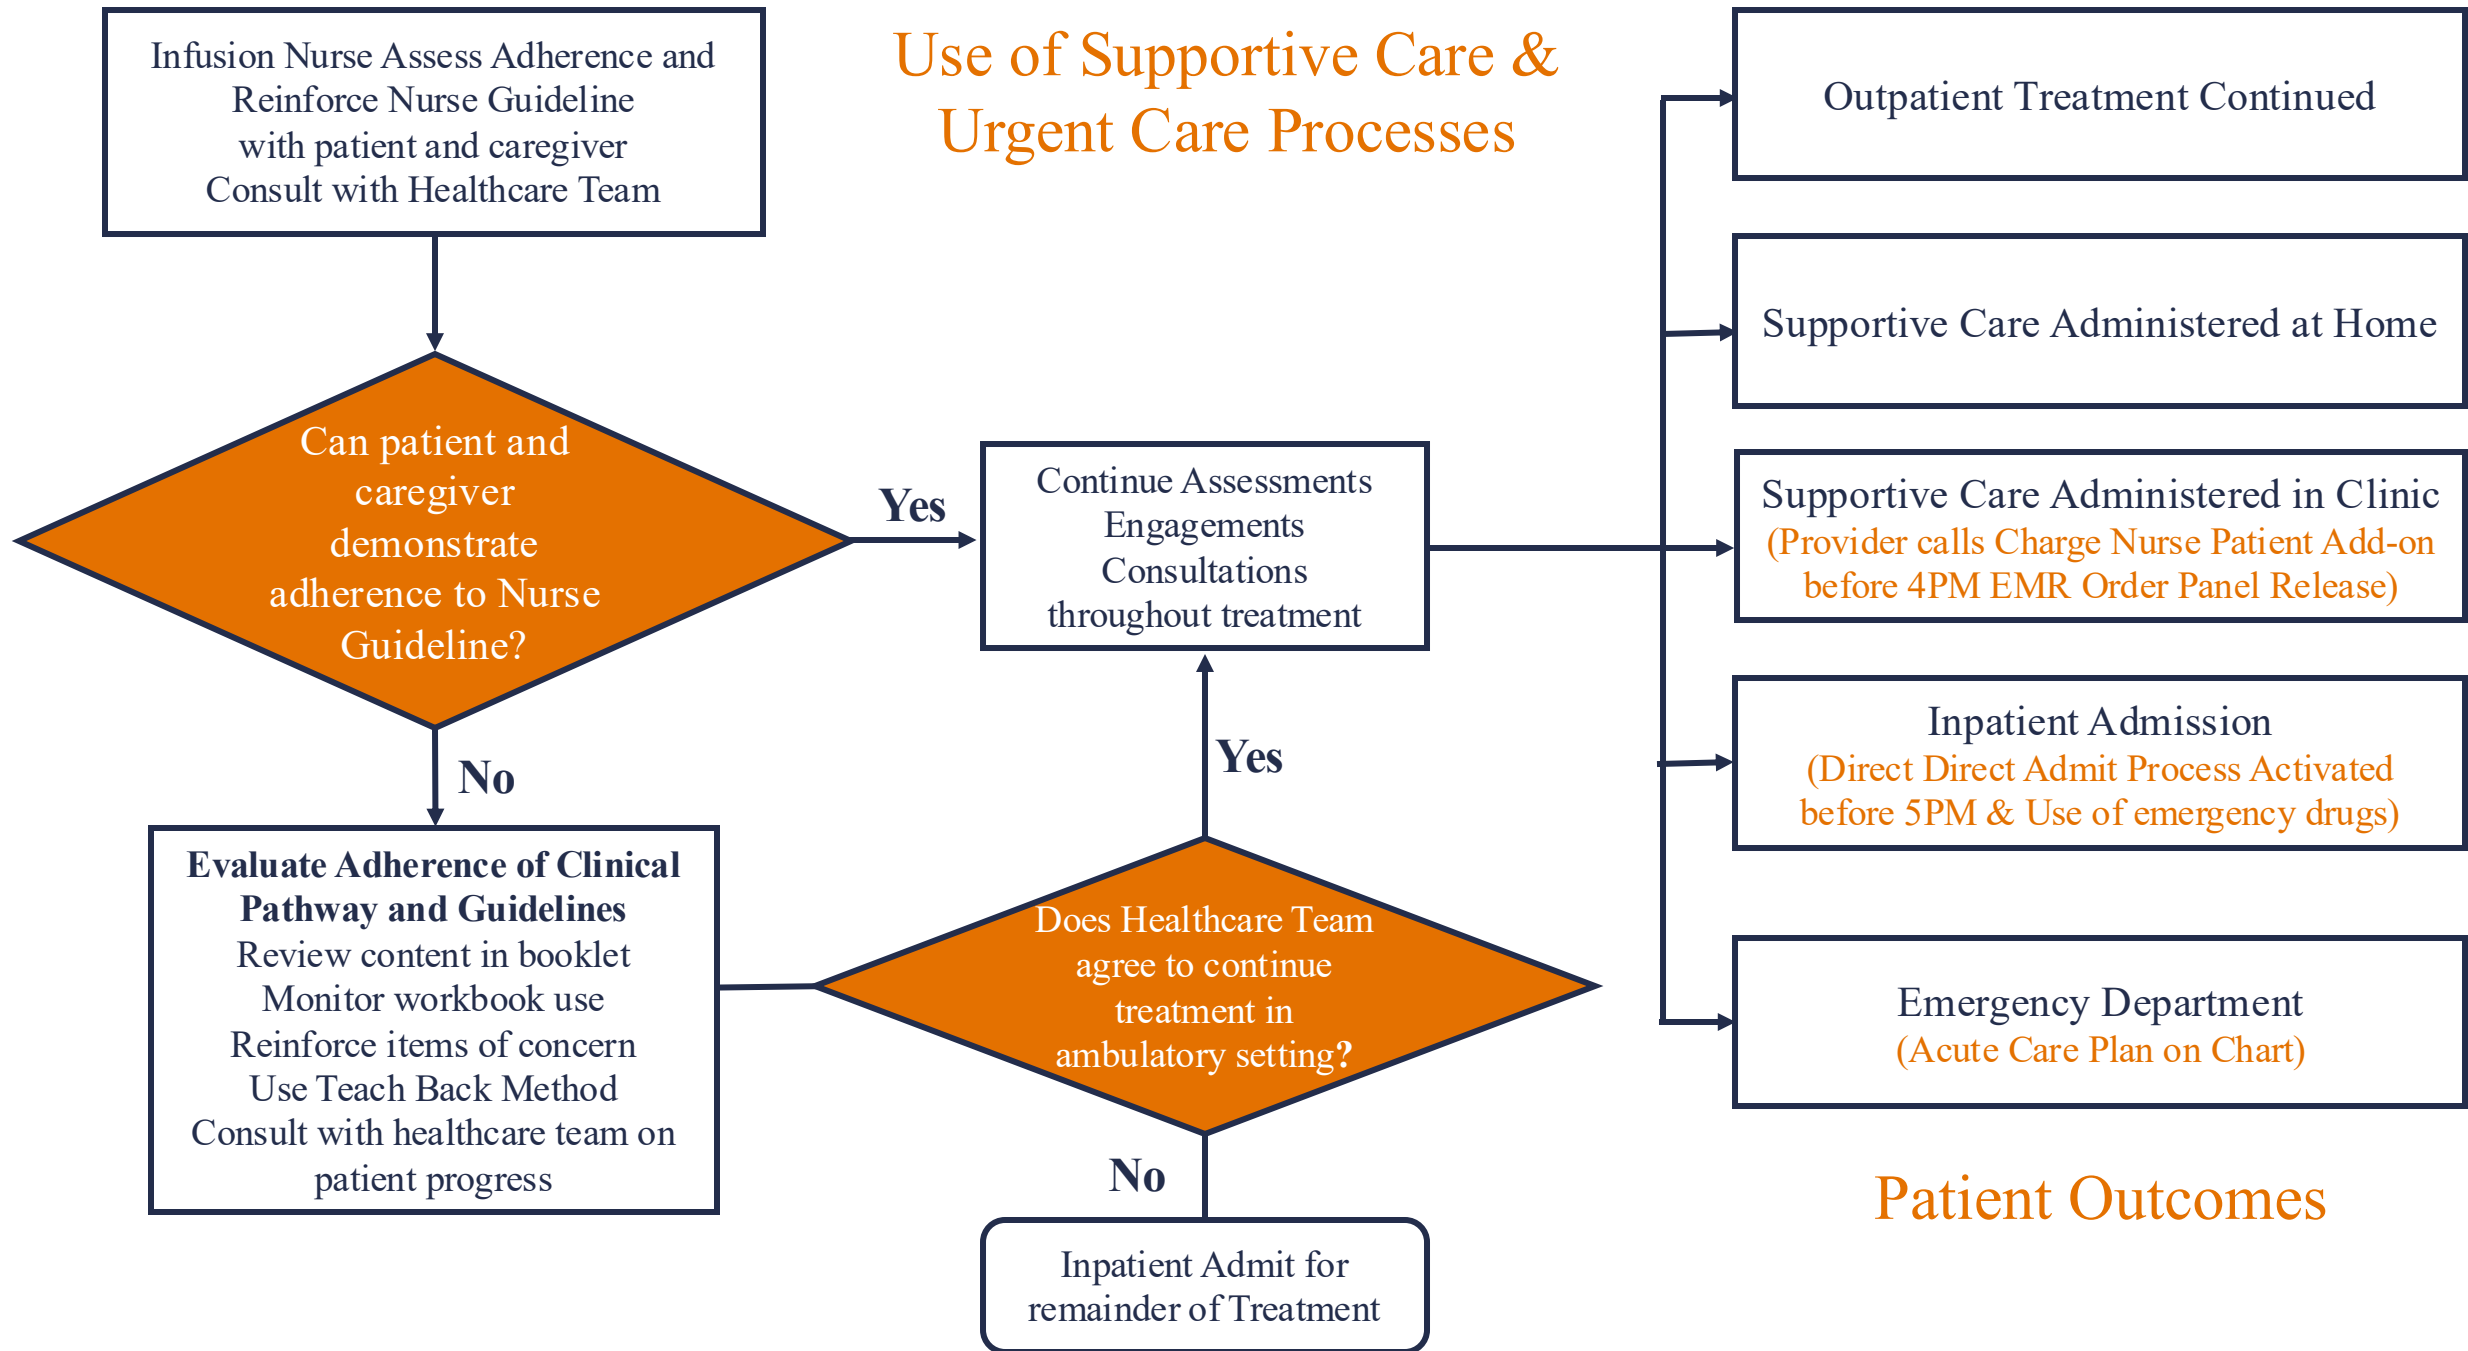 Infusion Nurse Assess Adherence and
Reinforce Nurse Guideline
with patient and caregiver
Consult with Healthcare Team
Use of Supportive Care &
Urgent Care Processes
Can patient and
caregiver
demonstrate
adherence to Nurse
Guideline?
Yes
No
Evaluate Adherence of Clinical
Pathway and Guidelines
Review content in booklet
Monitor workbook use
Reinforce items of concern
Use Teach Back Method
Consult with healthcare team on
patient progress
Continue Assessments
Engagements
Consultations
throughout treatment
Yes
Does Healthcare Team
agree to continue
treatment in
ambulatory setting?
No
Inpatient Admit for
remainder of Treatment
Outpatient Treatment Continued
Supportive Care Administered at Home
Supportive Care Administered in Clinic
(Provider calls Charge Nurse Patient Add-on
before 4PM EMR Order Panel Release)
Inpatient Admission
(Direct Direct Admit Process Activated
before 5PM & Use of emergency drugs)
Emergency Department
(Acute Care Plan on Chart)
Patient Outcomes